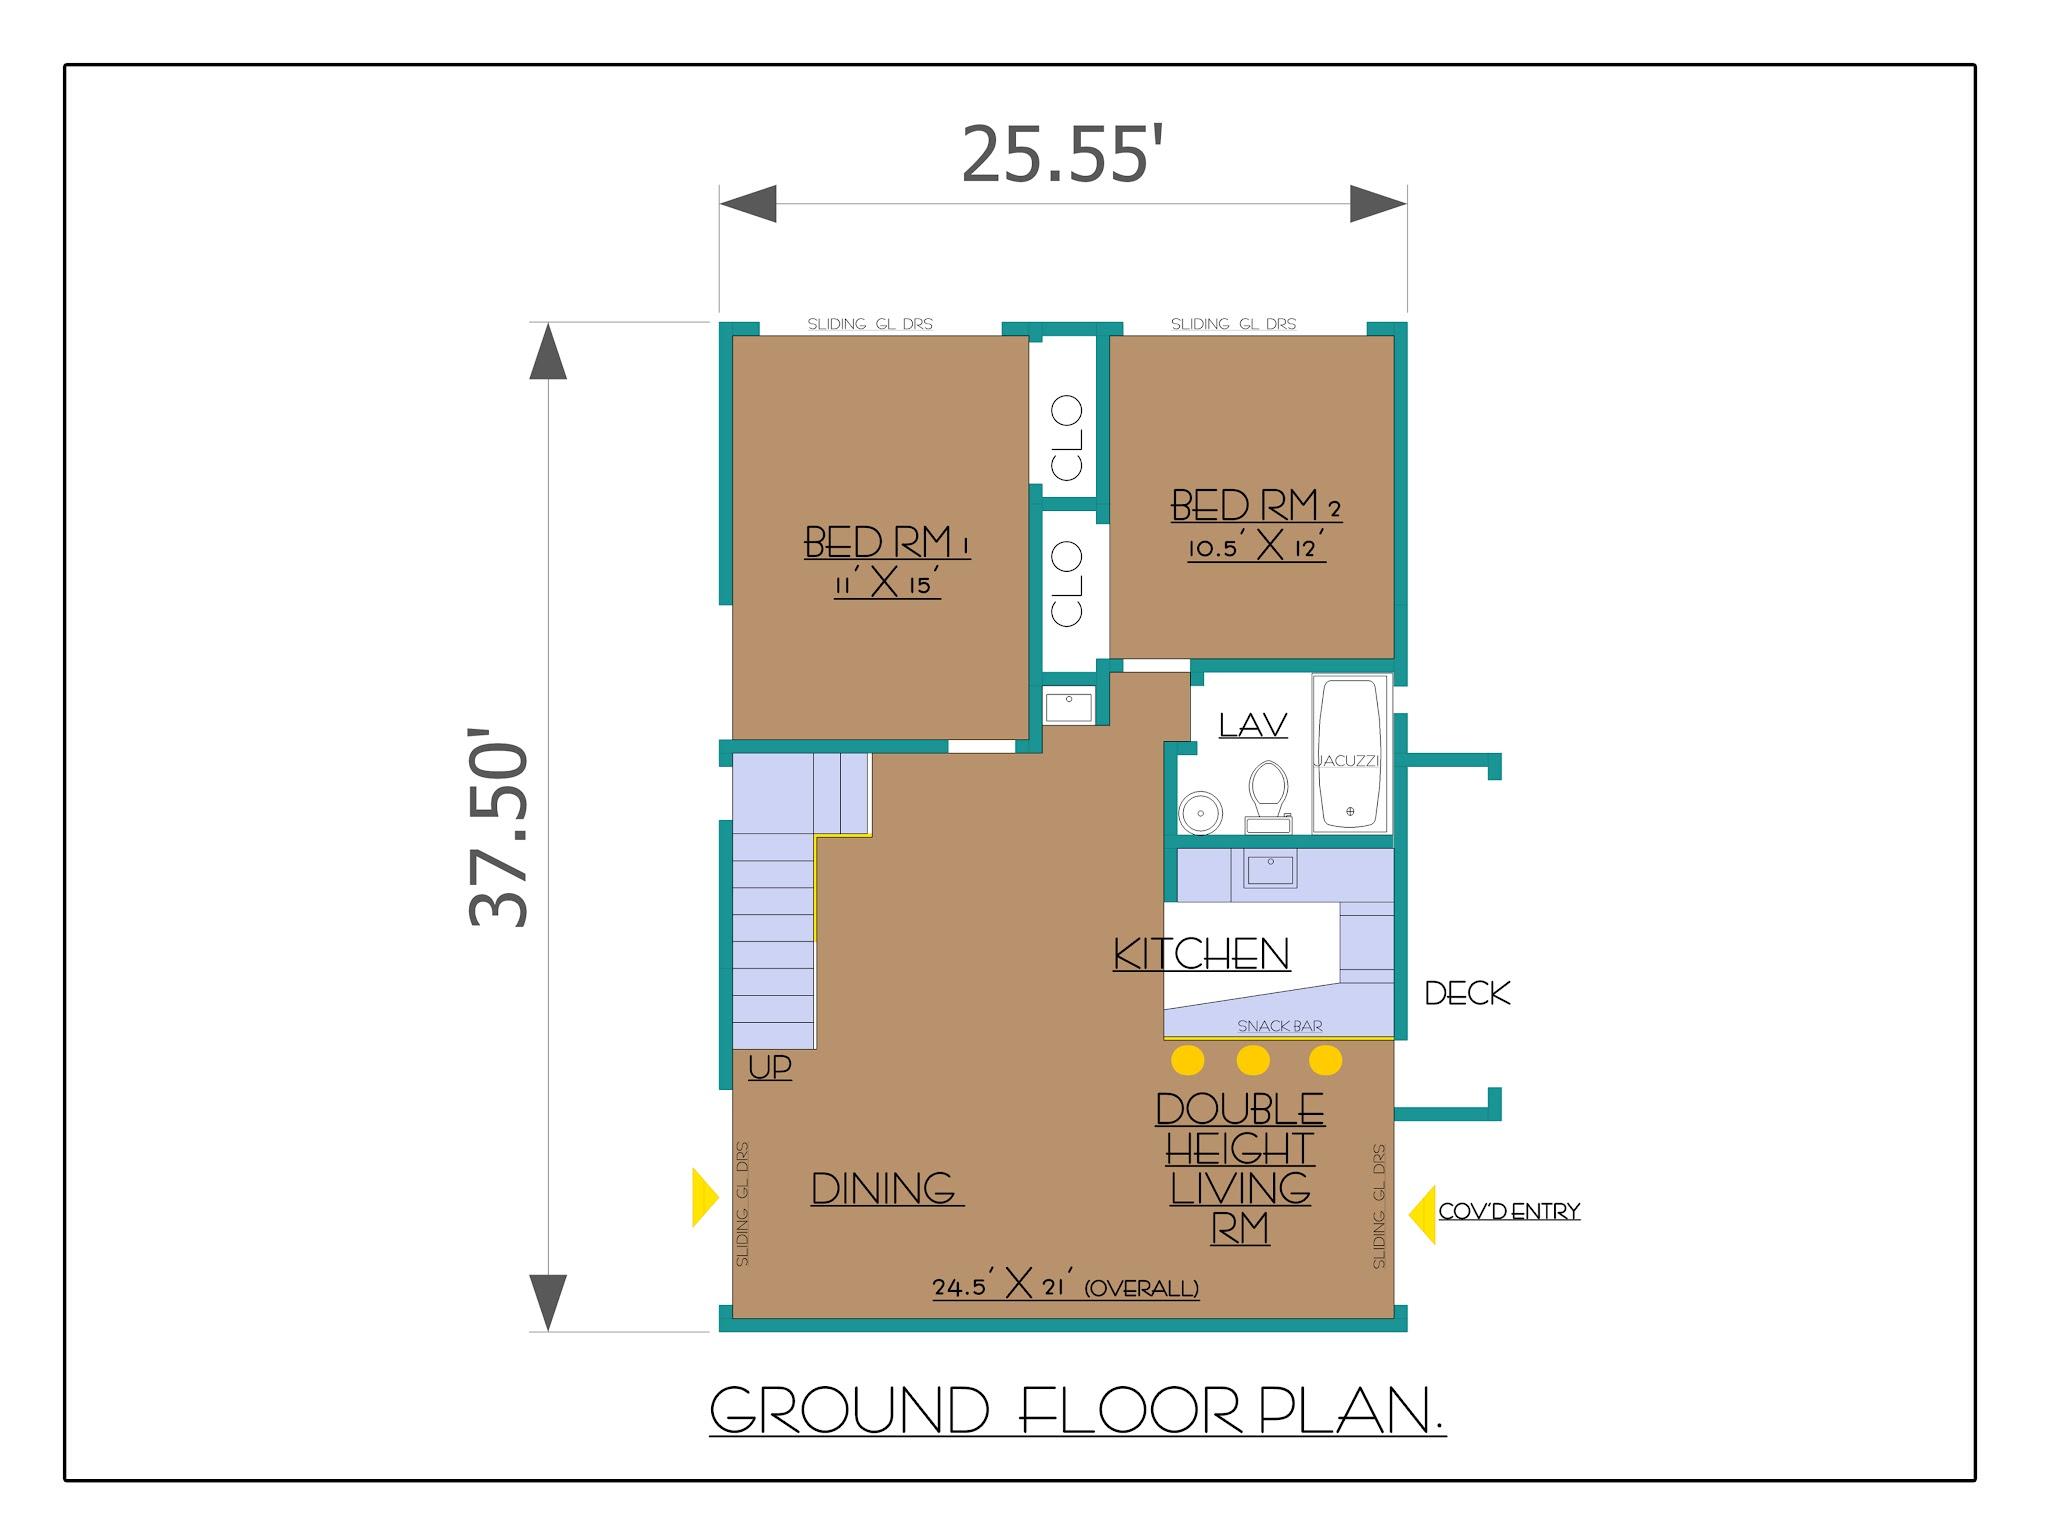 25.55'
SLIDING GL DRS
SLIDING GL DRS
CLO
BED RM 1
11' X 15'
BED RM 2
10.5' X 12'
CLO
LAV
JACUZZI
37.50'
KITCHEN
DECK
SNACK BAR
UP
DOUBLE
HEIGHT
LIVING
RM
DINING
SLIDING GL DRS
SLIDING GL DRS
COV'D ENTRY
24.5' X 21' (OVERALL)
GROUND FLOOR PLAN.